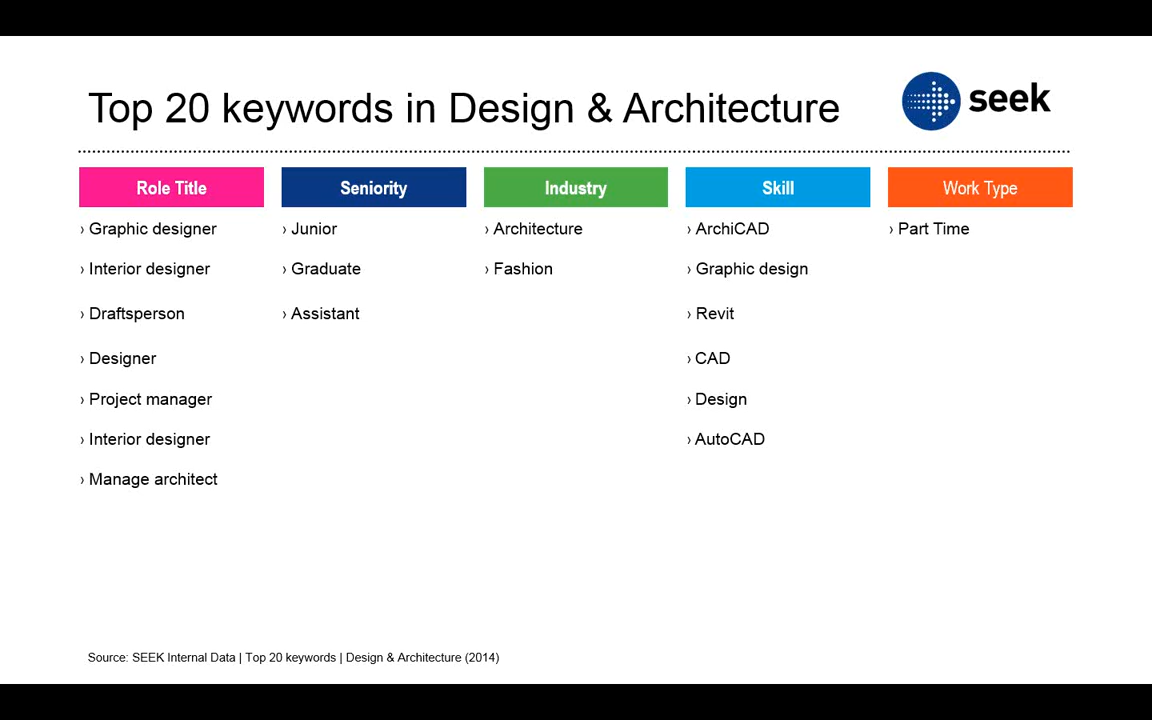 Top 20 keywords in Design & Architecture
seek
Role Title
Seniority
Industry
Skill
Work Type
› Graphic designer
› Interior designer
› Draftsperson
› Designer
› Project manager
› Interior designer
› Manage architect
› Junior
› Graduate
› Assistant
› Architecture
› Fashion
› ArchiCAD
› Graphic design
› Revit
› CAD
› Design
› AutoCAD
› Part Time
Source: SEEK Internal Data | Top 20 keywords | Design & Architecture (2014)